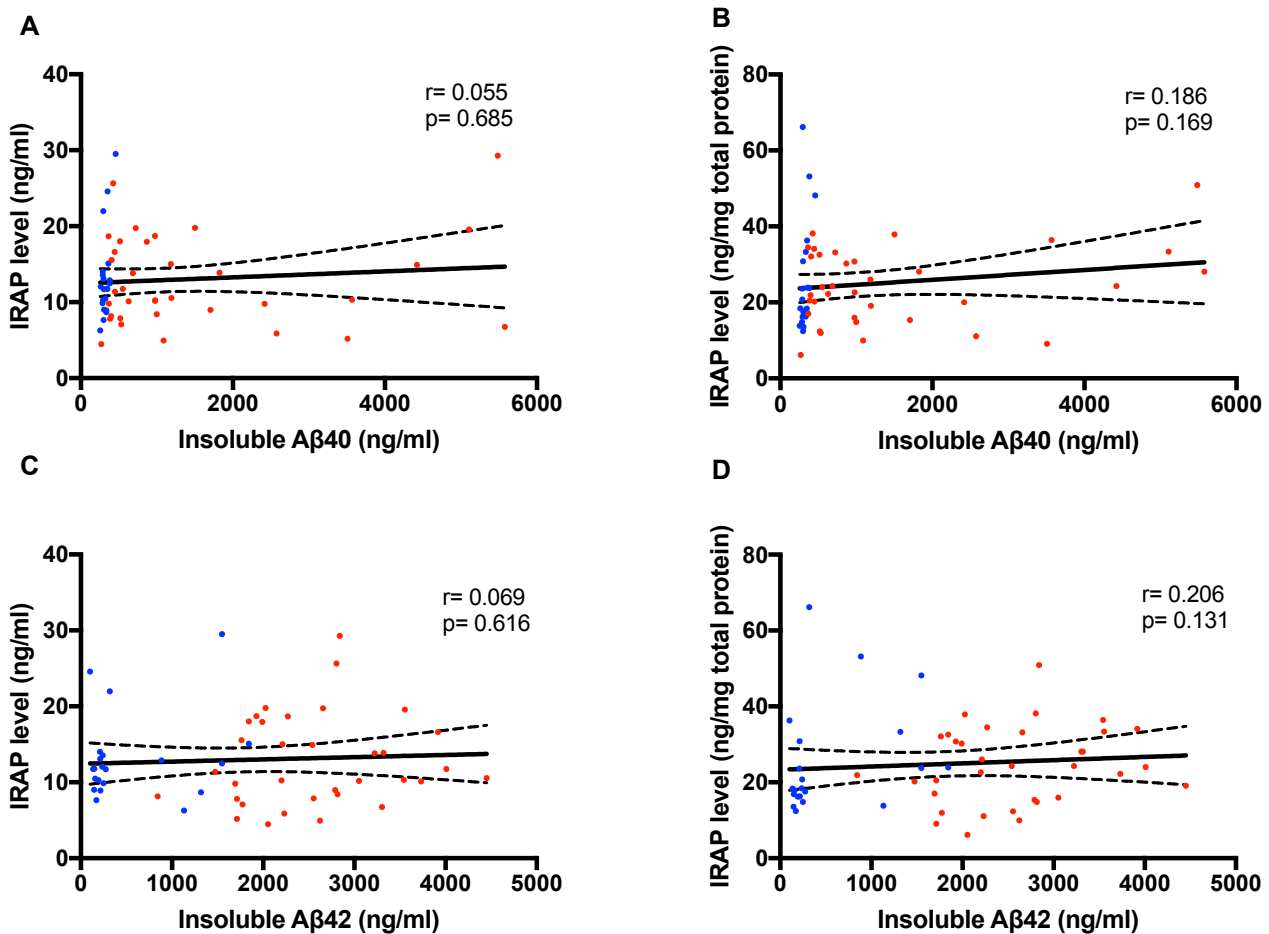 A
IRAP level (ng/ml)
40
30
20
10
0
r= 0.055
p= 0.685
0 2000 4000 6000
Insoluble Aβ40 (ng/ml)
B
IRAP level (ng/mg total protein)
80
60
40
20
0
r= 0.186
p= 0.169
0 2000 4000 6000
Insoluble Aβ40 (ng/ml)
C
IRAP level (ng/ml)
40
30
20
10
0
r= 0.069
p= 0.616
0 1000 2000 3000 4000 5000
Insoluble Aβ42 (ng/ml)
D
IRAP level (ng/mg total protein)
80
60
40
20
0
r= 0.206
p= 0.131
0 1000 2000 3000 4000 5000
Insoluble Aβ42 (ng/ml)